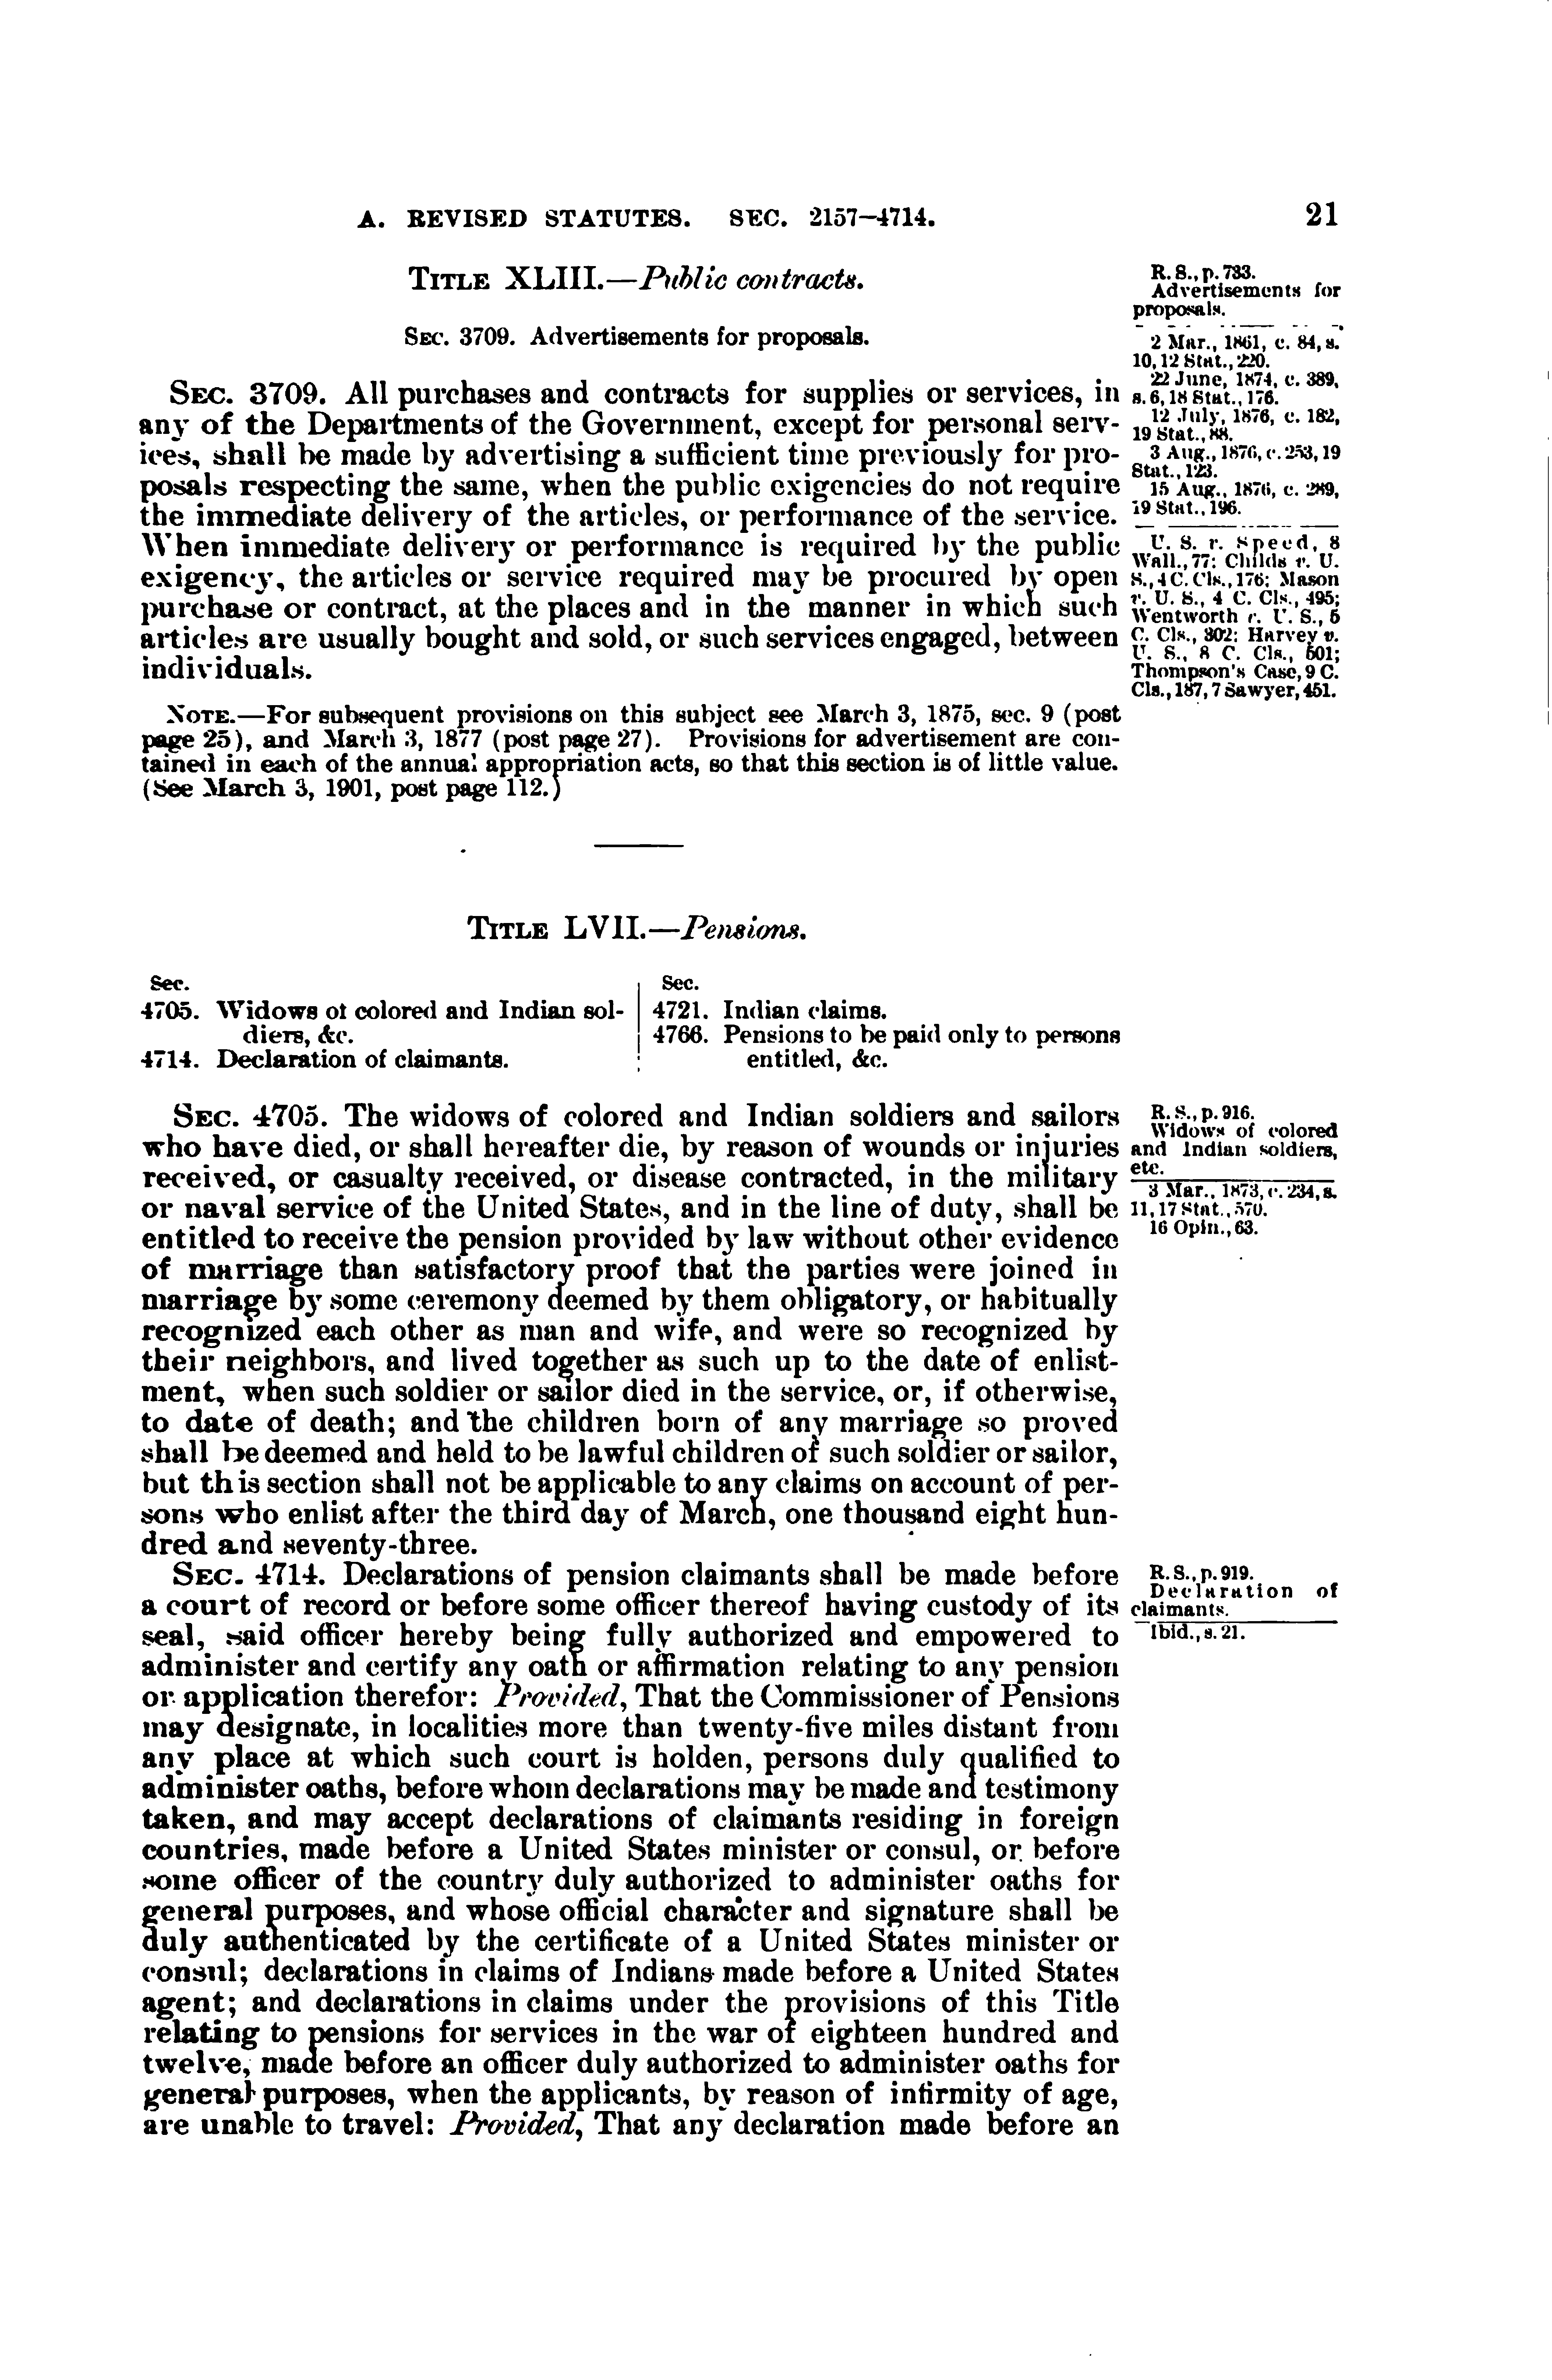 A. REVISED STATUTES. SEC. 2157–4714. 21
TITLE XLIII.—Public contracts.
SEC. 3709. Advertisements for proposals.
SEC. 3709. All purchases and contracts for supplies or services, in
any of the Departments of the Government, except for personal serv-
ices, shall be made by advertising a sufficient time previously for pro-
posals respecting the same, when the public exigencies do not require
the immediate delivery of the articles, or performance of the service.
When immediate delivery or performance is required by the public
exigency, the articles or service required may be procured by open
purchase or contract, at the places and in the manner in which such
articles are usually bought and sold, or such services engaged, between
individuals.
R. S., p. 733.
Advertisements for
proposals.
2 Mar., 1861, c. 84, s.
10, 12 Stat., 220.
22 June, 1874, c. 389,
s. 6, 18 Stat., 176.
12 July, 1876, c. 182,
19 Stat., 88.
3 Aug., 1876, c. 253, 19
Stat., 123.
15 Aug., 1876, c. 289,
19 Stat., 196.
U. S. v. Speed, 8
Wall., 77; Childs v. U.
S., 4 C. Cls., 176; Mason
v. U. S., 4 C. Cls., 495;
Wentworth v. U. S., 5
C. Cls., 302; Harvey v.
U. S., 8 C. Cls., 501;
Thompson's Case, 9 C.
Cls., 187, 7 Sawyer, 451.
NOTE.—For subsequent provisions on this subject see March 3, 1875, sec. 9 (post
page 25), and March 3, 1877 (post page 27). Provisions for advertisement are con-
tained in each of the annual appropriation acts, so that this section is of little value.
(See March 3, 1901, post page 112.)
TITLE LVII.—Pensions.
Sec.
4705. Widows of colored and Indian sol-
diers, &c.
4714. Declaration of claimants.
Sec.
4721. Indian claims.
4766. Pensions to be paid only to persons
entitled, &c.
SEC. 4705. The widows of colored and Indian soldiers and sailors
who have died, or shall hereafter die, by reason of wounds or injuries
received, or casualty received, or disease contracted, in the military
or naval service of the United States, and in the line of duty, shall be
entitled to receive the pension provided by law without other evidence
of marriage than satisfactory proof that the parties were joined in
marriage by some ceremony deemed by them obligatory, or habitually
recognized each other as man and wife, and were so recognized by
their neighbors, and lived together as such up to the date of enlist-
ment, when such soldier or sailor died in the service, or, if otherwise,
to date of death; and the children born of any marriage so proved
shall be deemed and held to be lawful children of such soldier or sailor,
but this section shall not be applicable to any claims on account of per-
sons who enlist after the third day of March, one thousand eight hun-
dred and seventy-three.
R. S., p. 916.
Widows of colored
and Indian soldiers,
etc.
3 Mar., 1873, c. 234, s.
11, 17 Stat., 570.
16 Opin., 63.
SEC. 4714. Declarations of pension claimants shall be made before
a court of record or before some officer thereof having custody of its
seal, said officer hereby being fully authorized and empowered to
administer and certify any oath or affirmation relating to any pension
or application therefor: Provided, That the Commissioner of Pensions
may designate, in localities more than twenty-five miles distant from
any place at which such court is holden, persons duly qualified to
administer oaths, before whom declarations may be made and testimony
taken, and may accept declarations of claimants residing in foreign
countries, made before a United States minister or consul, or before
some officer of the country duly authorized to administer oaths for
general purposes, and whose official character and signature shall be
duly authenticated by the certificate of a United States minister or
consul; declarations in claims of Indians made before a United States
agent; and declarations in claims under the provisions of this Title
relating to pensions for services in the war of eighteen hundred and
twelve, made before an officer duly authorized to administer oaths for
general purposes, when the applicants, by reason of infirmity of age,
are unable to travel: Provided, That any declaration made before an
R. S., p. 919.
Declaration of
claimants.
Ibid., s. 21.